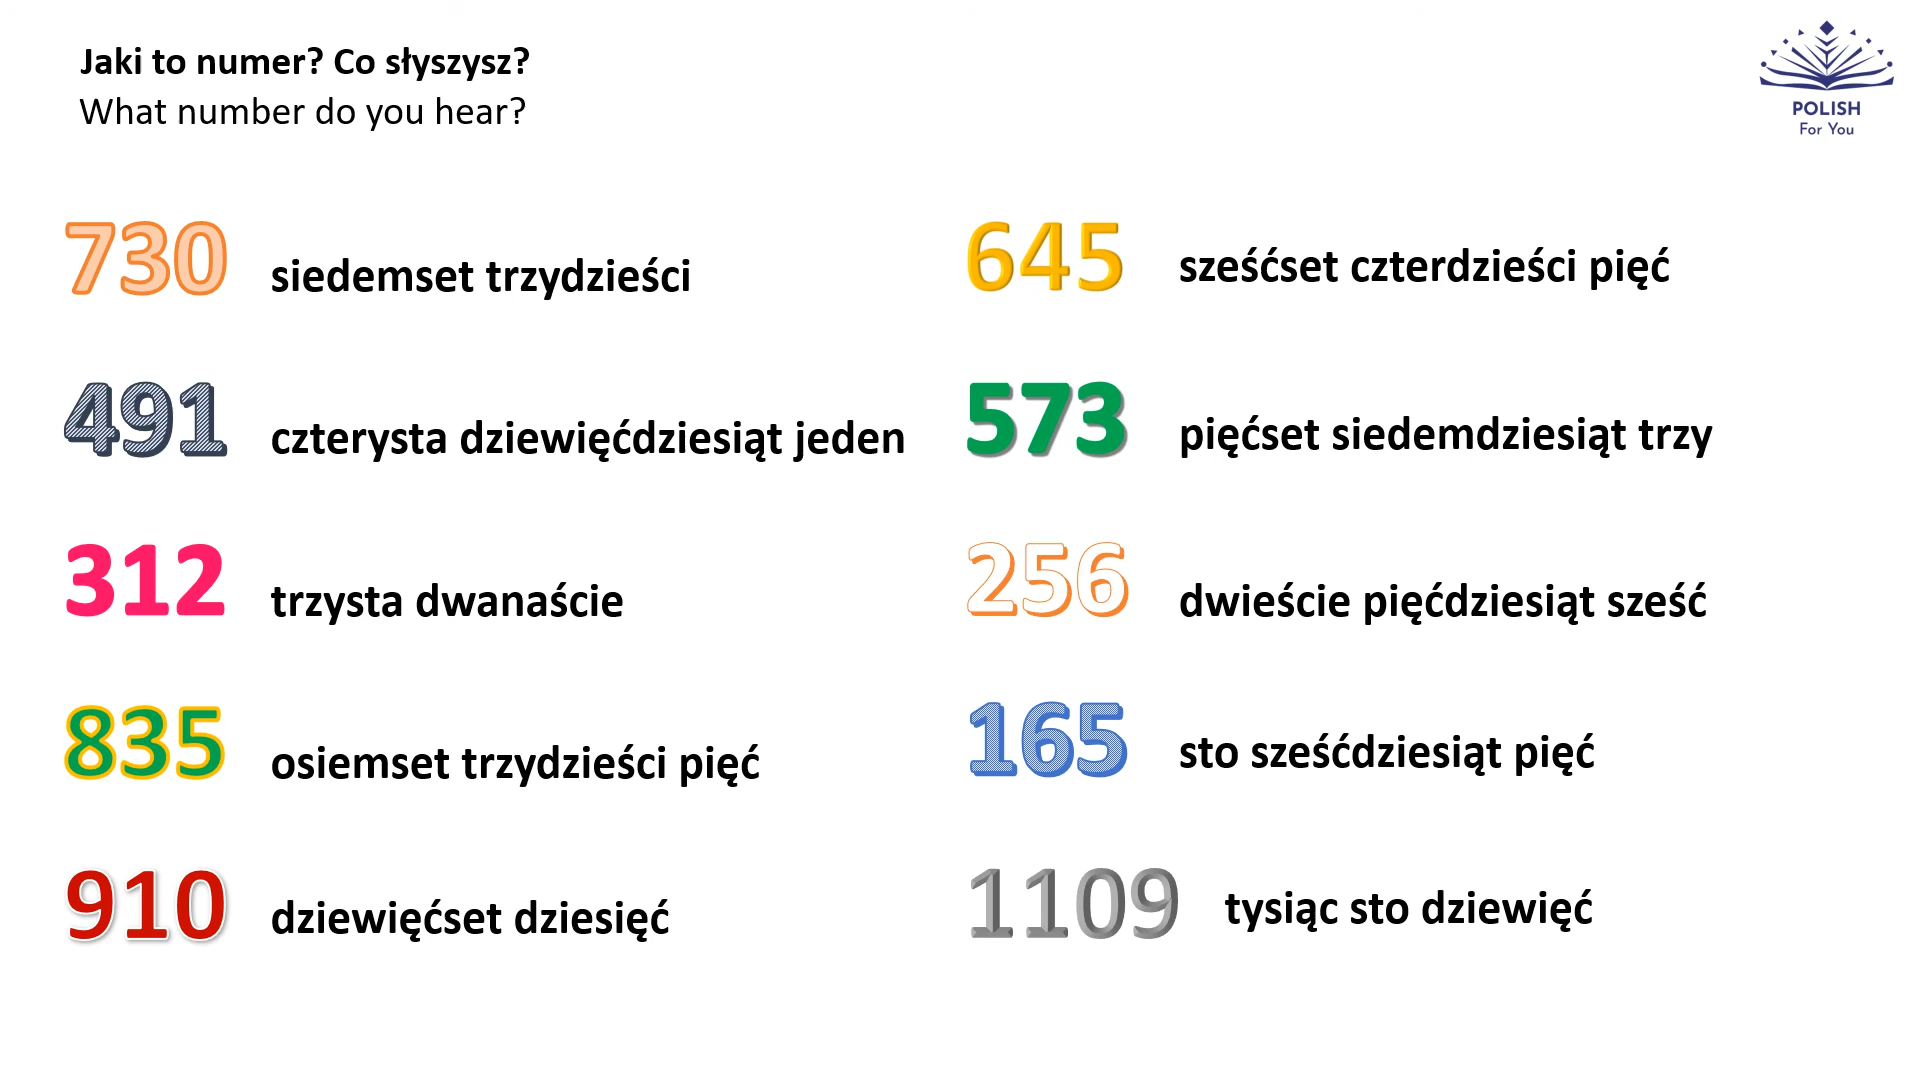 Jaki to numer? Co słyszysz?
What number do you hear?
POLISH
For You
730 siedemset trzydzieści
491 czterysta dziewięćdziesiąt jeden
312 trzysta dwanaście
835 osiemset trzydzieści pięć
910 dziewięćset dziesięć
645 sześćset czterdzieści pięć
573 pięćset siedemdziesiąt trzy
256 dwieście pięćdziesiąt sześć
165 sto sześćdziesiąt pięć
1109 tysiąc sto dziewięć